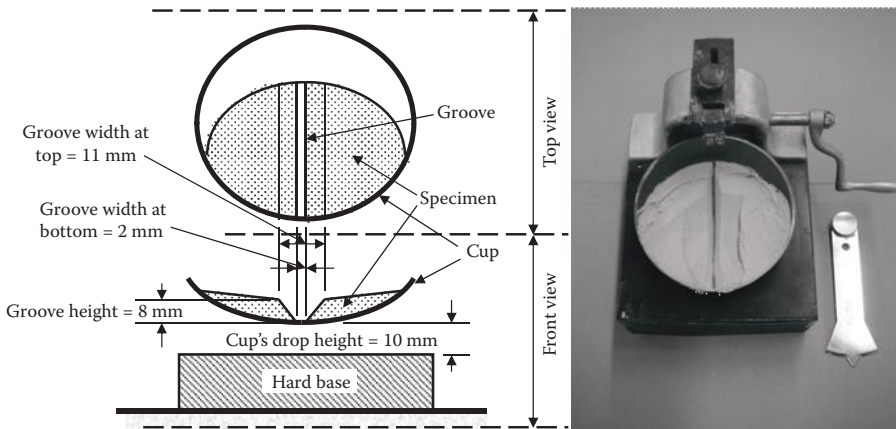 Groove
Groove width at
top = 11 mm
Specimen
Groove width at
bottom = 2 mm
Cup
Groove height = 8 mm
Cup's drop height = 10 mm
Hard base
Top view
Front view